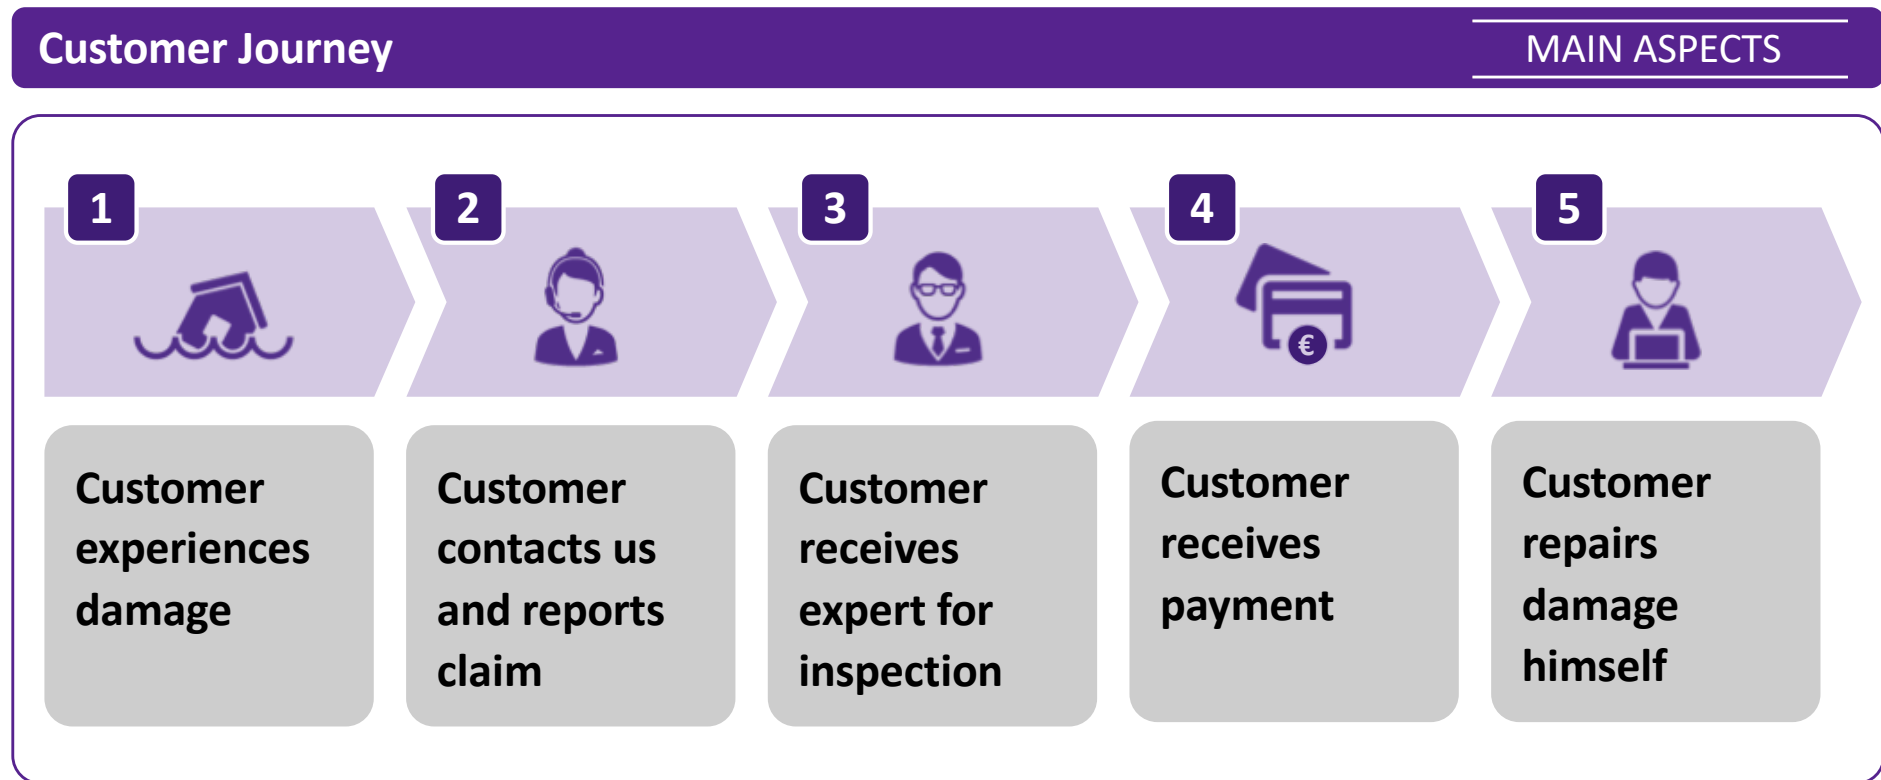 Customer Journey
MAIN ASPECTS
1
2
3
4
5
€
Customer
experiences
damage
Customer
contacts us
and reports
claim
Customer
receives
expert for
inspection
Customer
receives
payment
Customer
repairs
damage
himself